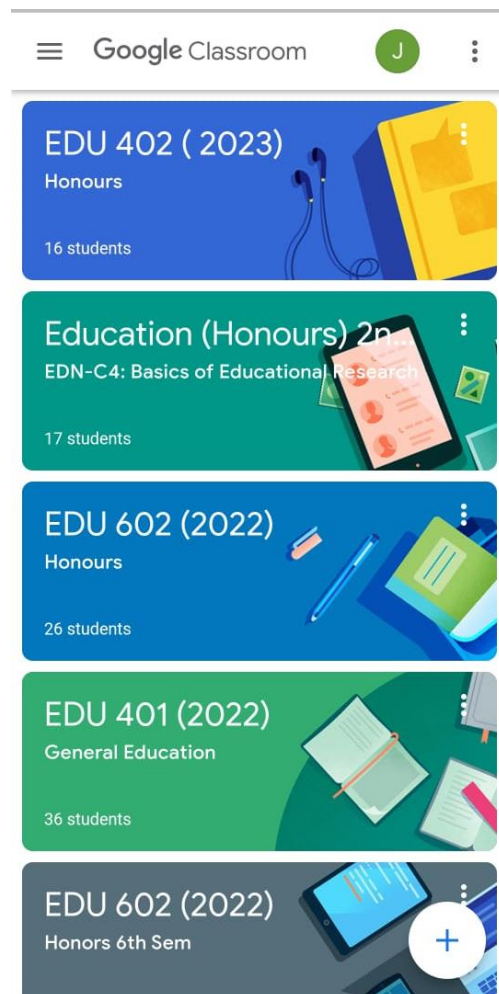 Google Classroom
J
EDU 402 ( 2023)
Honours
16 students
Education (Honours) 2n...
EDN-C4: Basics of Educational Research
17 students
EDU 602 (2022)
Honours
26 students
EDU 401 (2022)
General Education
36 students
EDU 602 (2022)
Honors 6th Sem